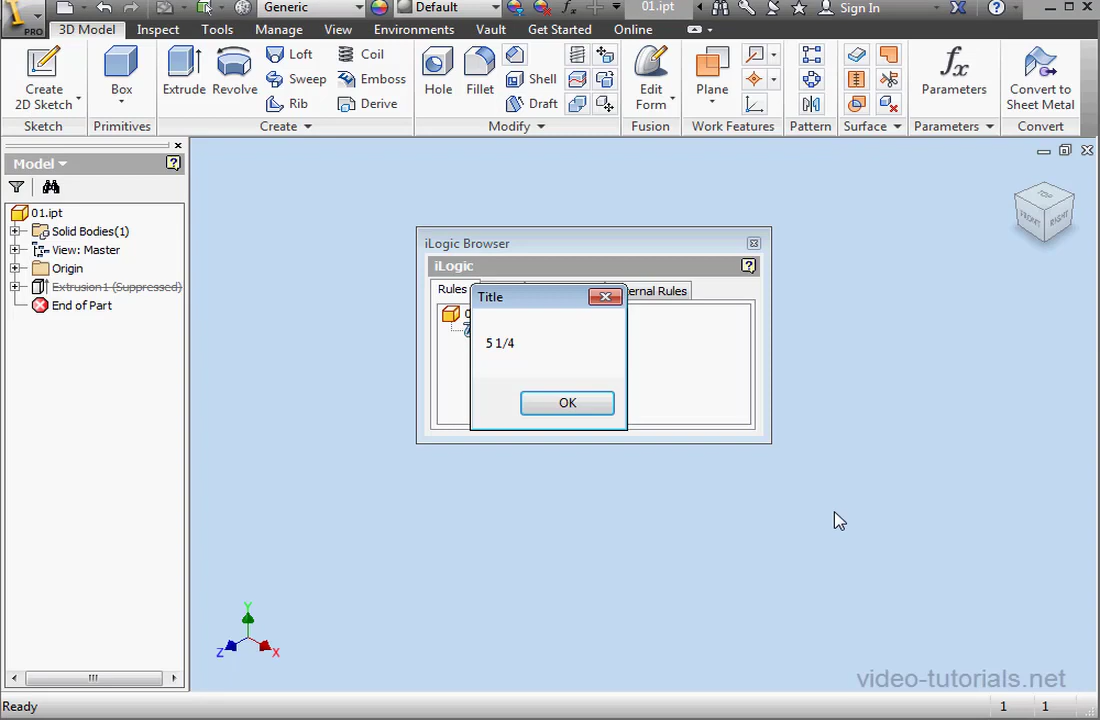 Generic
Default
01.ipt
Sign In
PRO
3D Model
Inspect
Tools
Manage
View
Environments
Vault
Get Started
Online
Create
2D Sketch
Box
Extrude
Revolve
Loft
Sweep
Rib
Coil
Emboss
Derive
Hole
Fillet
Shell
Draft
Edit
Form
Plane
Parameters
Convert to
Sheet Metal
Sketch
Primitives
Create
Modify
Fusion
Work Features
Pattern
Surface
Parameters
Convert
Model
01.ipt
Solid Bodies(1)
View: Master
Origin
Extrusion1 (Suppressed)
End of Part
TOP
FRONT
RIGHT
iLogic Browser
iLogic
Rules
ernal Rules
Title
5 1/4
OK
Y
Z
X
video-tutorials.net
Ready
1
1